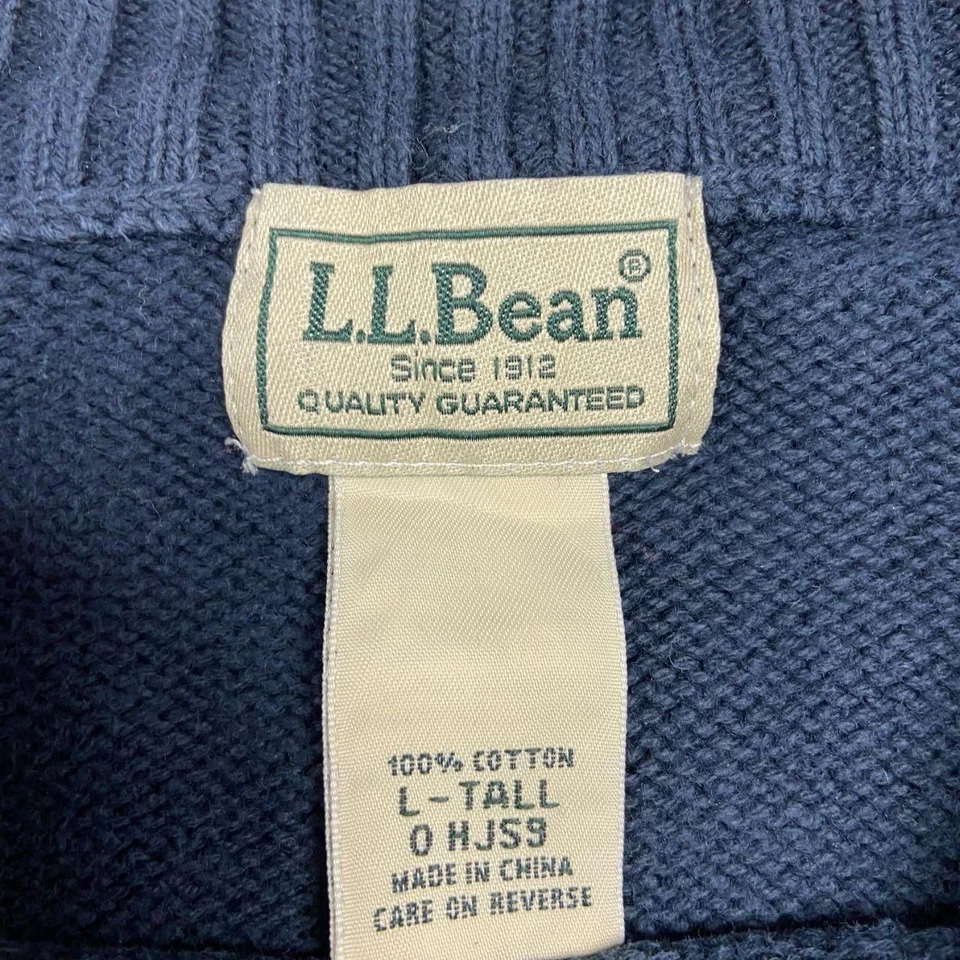 L.L.Bean®
Since 1912
QUALITY GUARANTEED
100% COTTON
L-TALL
0 HJS9
MADE IN CHINA
CARE ON REVERSE